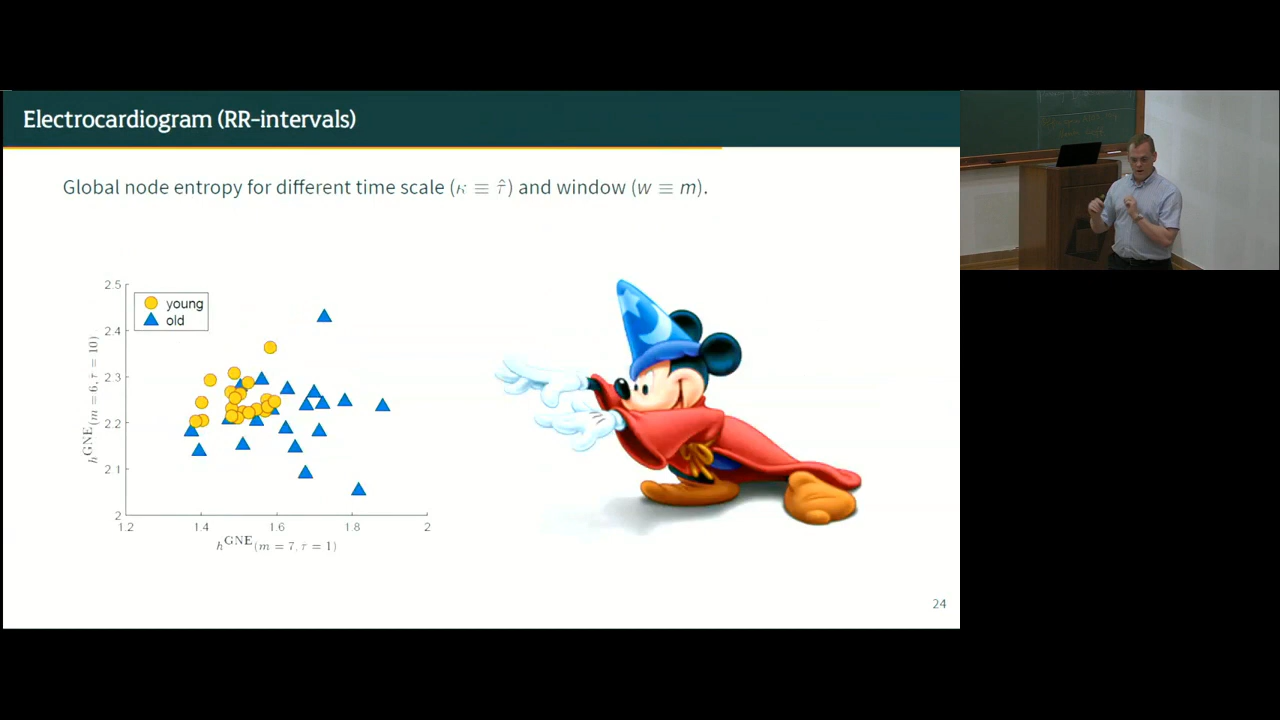 Electrocardiogram (RR-intervals)
Global node entropy for different time scale (κ ≡ τ̂) and window (w ≡ m).
2.5
2.4
2.3
2.2
2.1
2
young
old
h^GNE (m = 6, τ = 10)
1.2 1.4 1.6 1.8 2
h^GNE (m = 7, τ = 1)
24